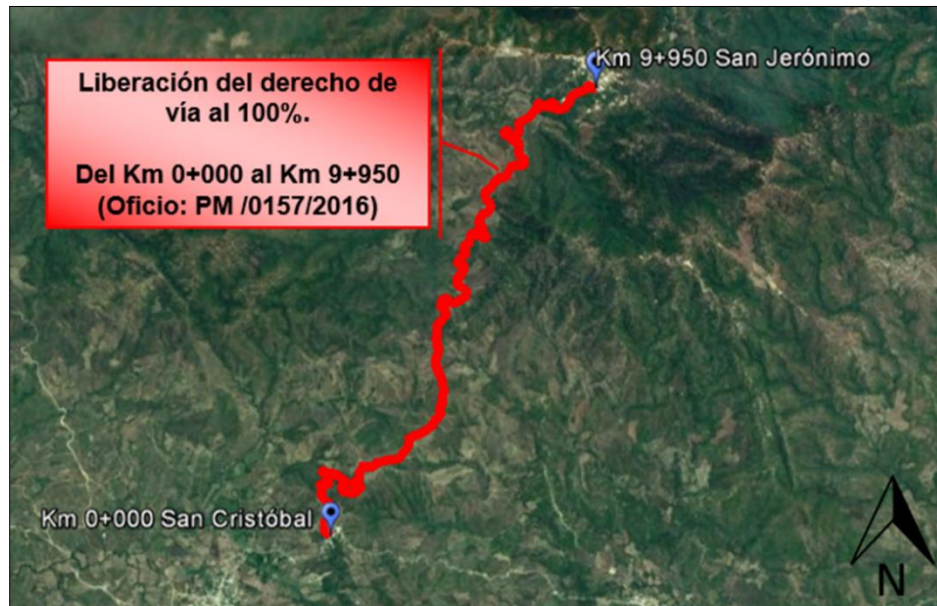 Km 9+950 San Jerónimo
Liberación del derecho de
vía al 100%.
Del Km 0+000 al Km 9+950
(Oficio: PM /0157/2016)
Km 0+000 San Cristóbal
N